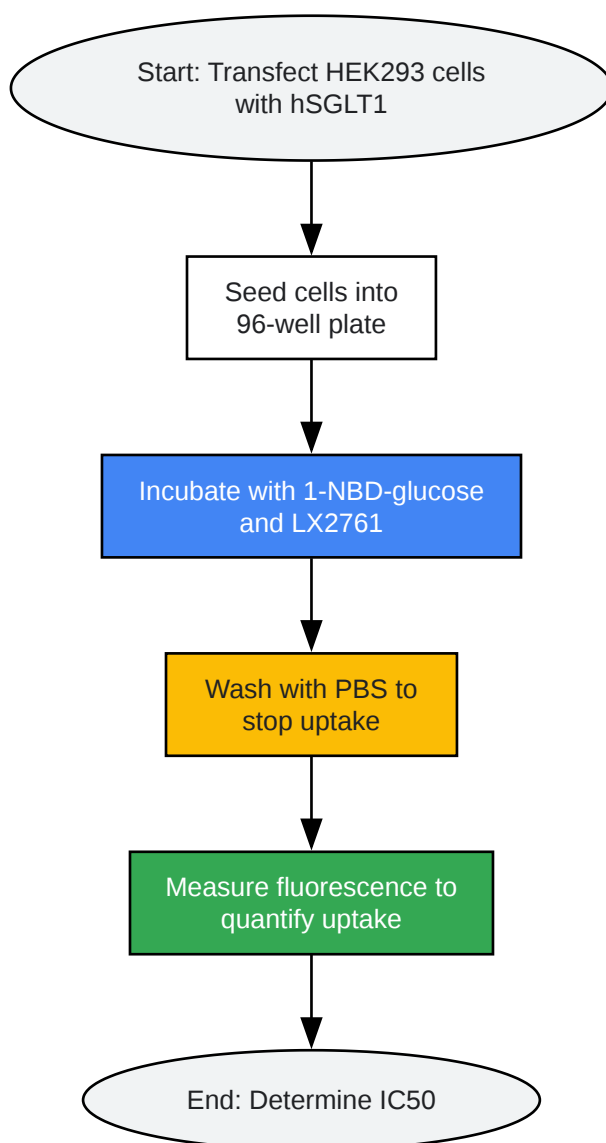 Start: Transfect HEK293 cells
with hSGLT1
Seed cells into
96-well plate
Incubate with 1-NBD-glucose
and LX2761
Wash with PBS to
stop uptake
Measure fluorescence to
quantify uptake
End: Determine IC50